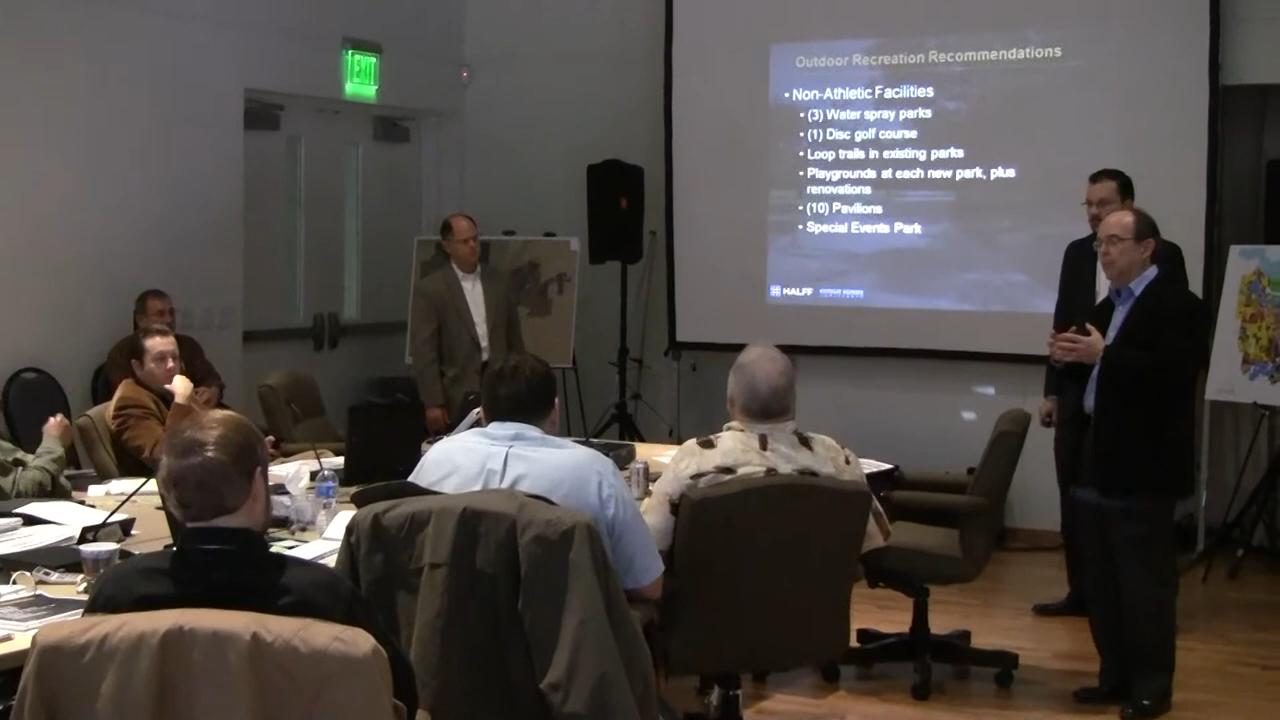 EXIT
Outdoor Recreation Recommendations
• Non-Athletic Facilities
• (3) Water spray parks
• (1) Disc golf course
• Loop trails in existing parks
• Playgrounds at each new park, plus
renovations
• (10) Pavilions
• Special Events Park
HALFF